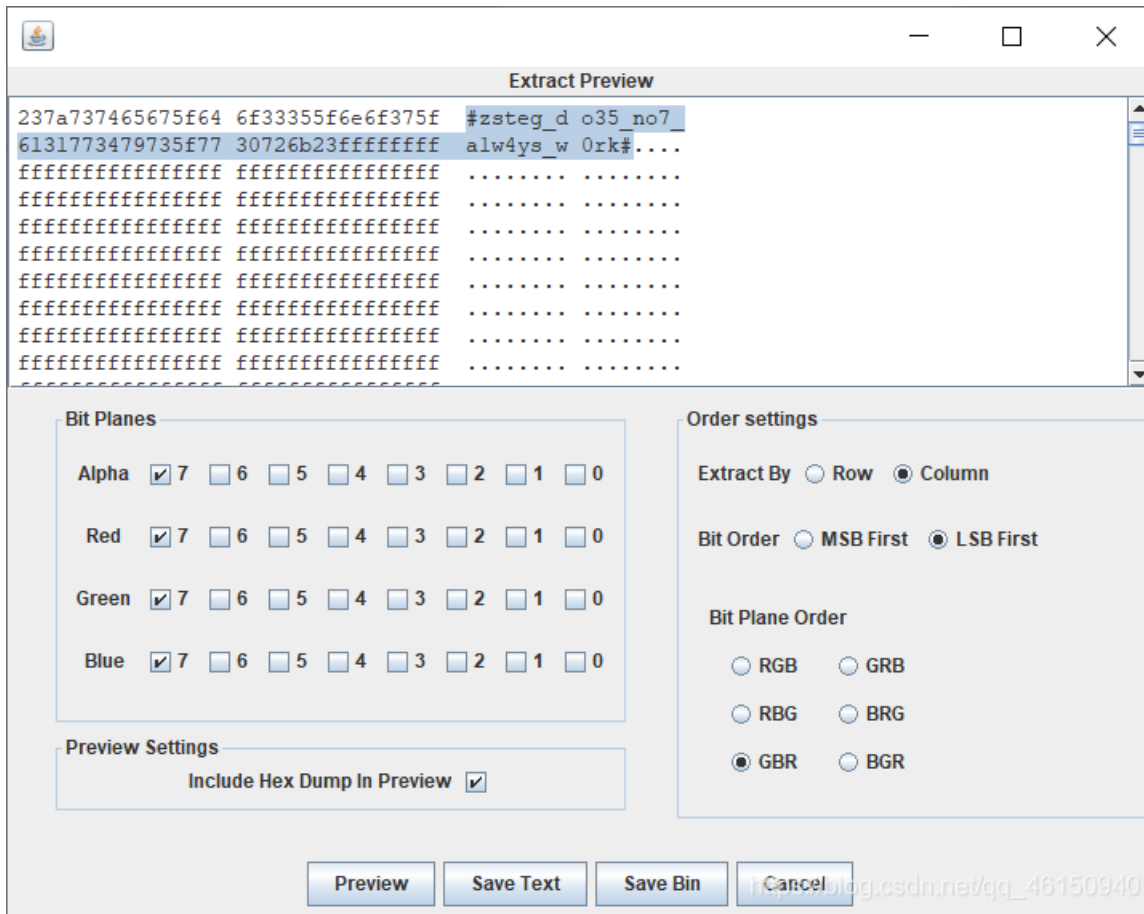 Extract Preview
237a737465675f64 6f33355f6e6f375f #zsteg_d o35_no7_
6131773479735f77 30726b23ffffffff a1w4ys_w 0rk#....
ffffffffffffffff ffffffffffffffff ........ ........
ffffffffffffffff ffffffffffffffff ........ ........
ffffffffffffffff ffffffffffffffff ........ ........
ffffffffffffffff ffffffffffffffff ........ ........
ffffffffffffffff ffffffffffffffff ........ ........
ffffffffffffffff ffffffffffffffff ........ ........
ffffffffffffffff ffffffffffffffff ........ ........
ffffffffffffffff ffffffffffffffff ........ ........
Bit Planes
Alpha 7 6 5 4 3 2 1 0
Red 7 6 5 4 3 2 1 0
Green 7 6 5 4 3 2 1 0
Blue 7 6 5 4 3 2 1 0
Preview Settings
Include Hex Dump In Preview
Order settings
Extract By Row Column
Bit Order MSB First LSB First
Bit Plane Order
RGB GRB
RBG BRG
GBR BGR
Preview Save Text Save Bin Cancel
https://blog.csdn.net/qq_46150940